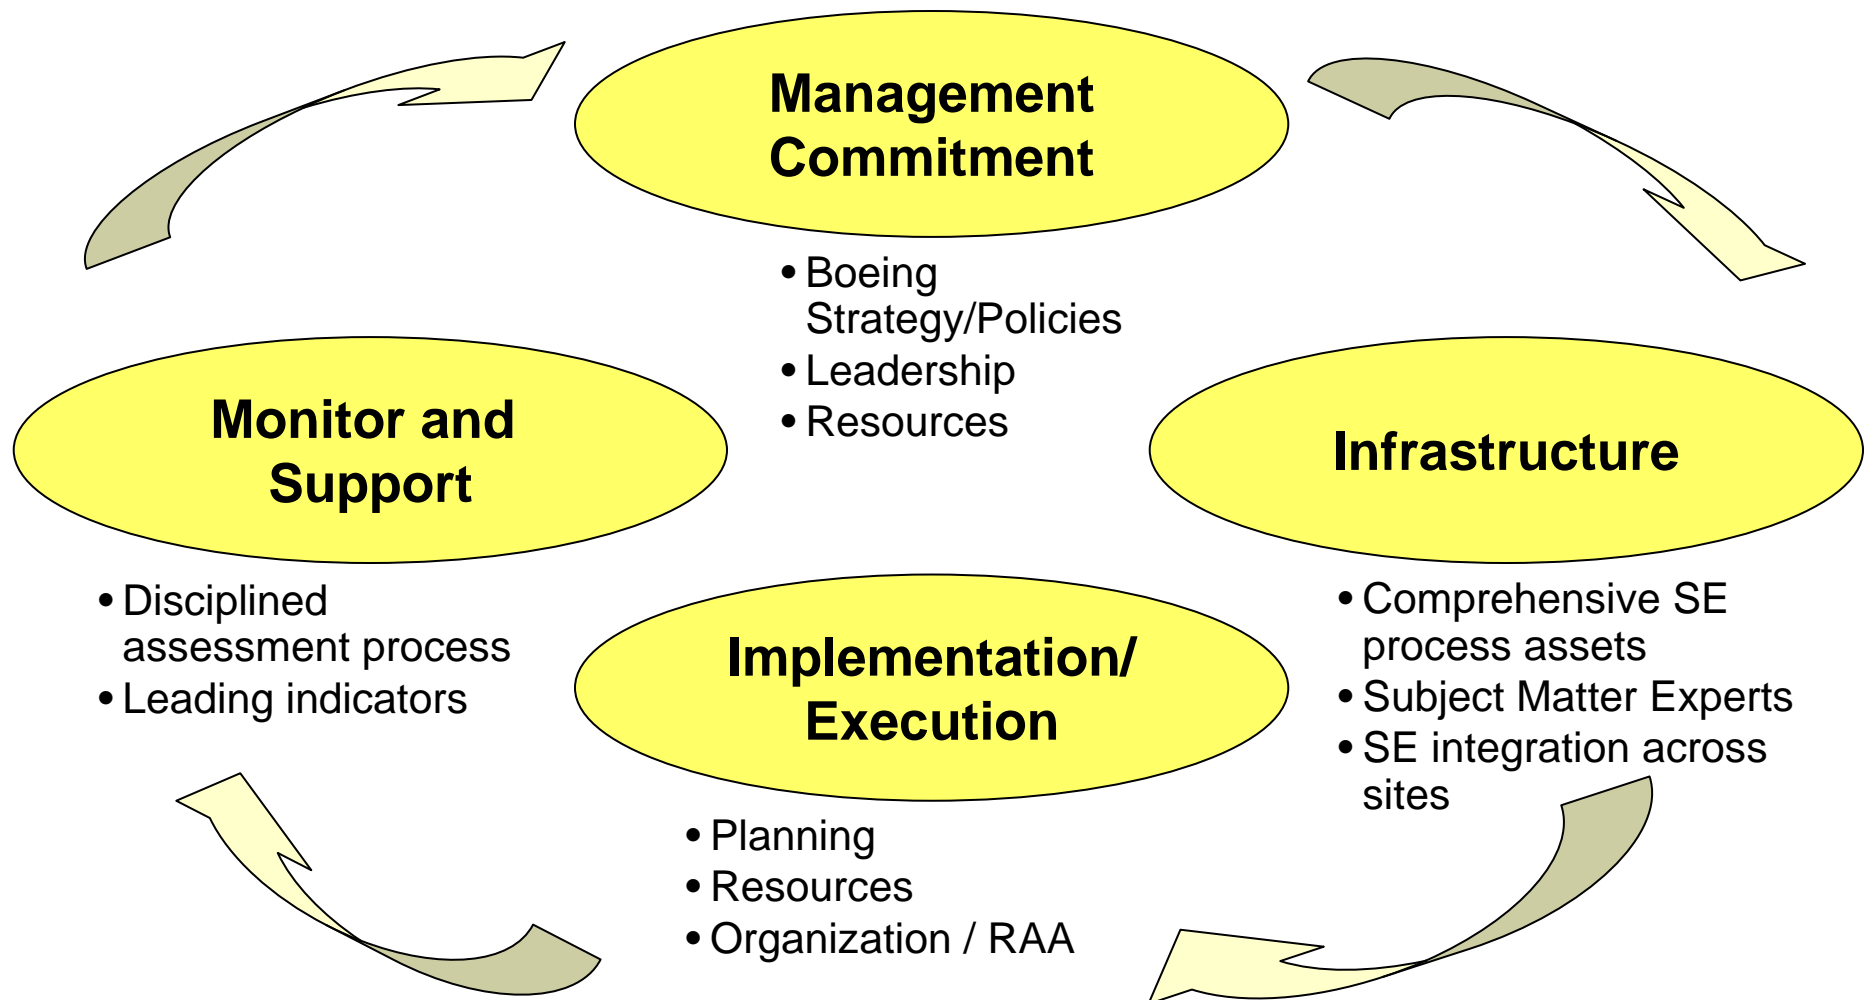 Management
Commitment
• Boeing
Strategy/Policies
• Leadership
• Resources
Monitor and
Support
• Disciplined
assessment process
• Leading indicators
Infrastructure
• Comprehensive SE
process assets
• Subject Matter Experts
• SE integration across
sites
Implementation/
Execution
• Planning
• Resources
• Organization / RAA